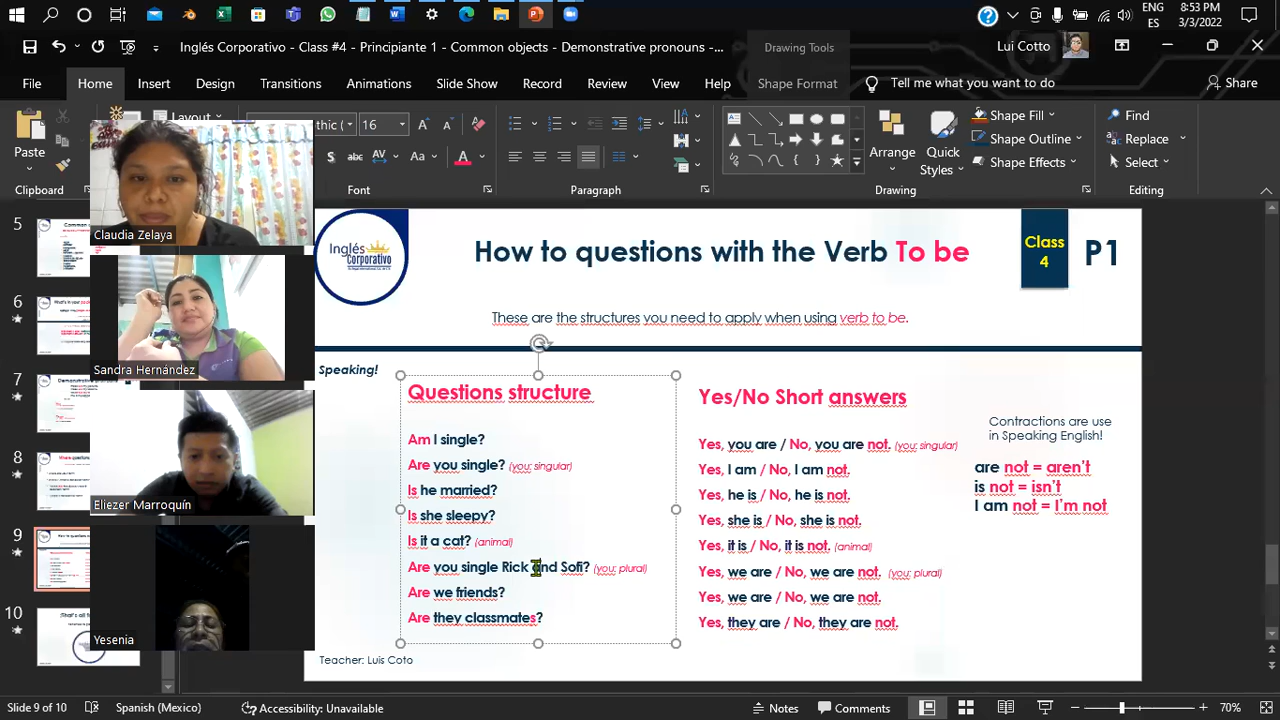 ENG
ES
8:53 PM
3/3/2022
Inglés Corporativo - Class #4 - Principiante 1 - Common objects - Demonstrative pronouns -...
Drawing Tools
Lui Cotto
File
Home
Insert
Design
Transitions
Animations
Slide Show
Record
Review
View
Help
Shape Format
Tell me what you want to do
Share
Paste
Layout
16
Arrange
Quick
Styles
Shape Fill
Shape Outline
Shape Effects
Find
Replace
Select
Clipboard
Font
Paragraph
Drawing
Editing
Claudia Zelaya
Sandra Hernández
Eliezer Marroquín
Yesenia
5
6
7
8
9
10
Inglés
Corporativo
How to questions with the Verb To be
Class
4
P1
These are the structures you need to apply when using verb to be.
Speaking!
Questions structure
Am I single?
Are you single? (you: singular)
Is he married?
Is she sleepy?
Is it a cat? (animal)
Are you single Rick and Sofi? (you: plural)
Are we friends?
Are they classmates?
Yes/No Short answers
Yes, you are / No, you are not. (you: singular)
Yes, I am / No, I am not.
Yes, he is / No, he is not.
Yes, she is / No, she is not.
Yes, it is / No, it is not. (animal)
Yes, we are / No, we are not. (you: plural)
Yes, we are / No, we are not.
Yes, they are / No, they are not.
Contractions are use
in Speaking English!
are not = aren't
is not = isn't
I am not = I'm not
Teacher: Luis Coto
Slide 9 of 10
Spanish (Mexico)
Accessibility: Unavailable
Notes
Comments
70%